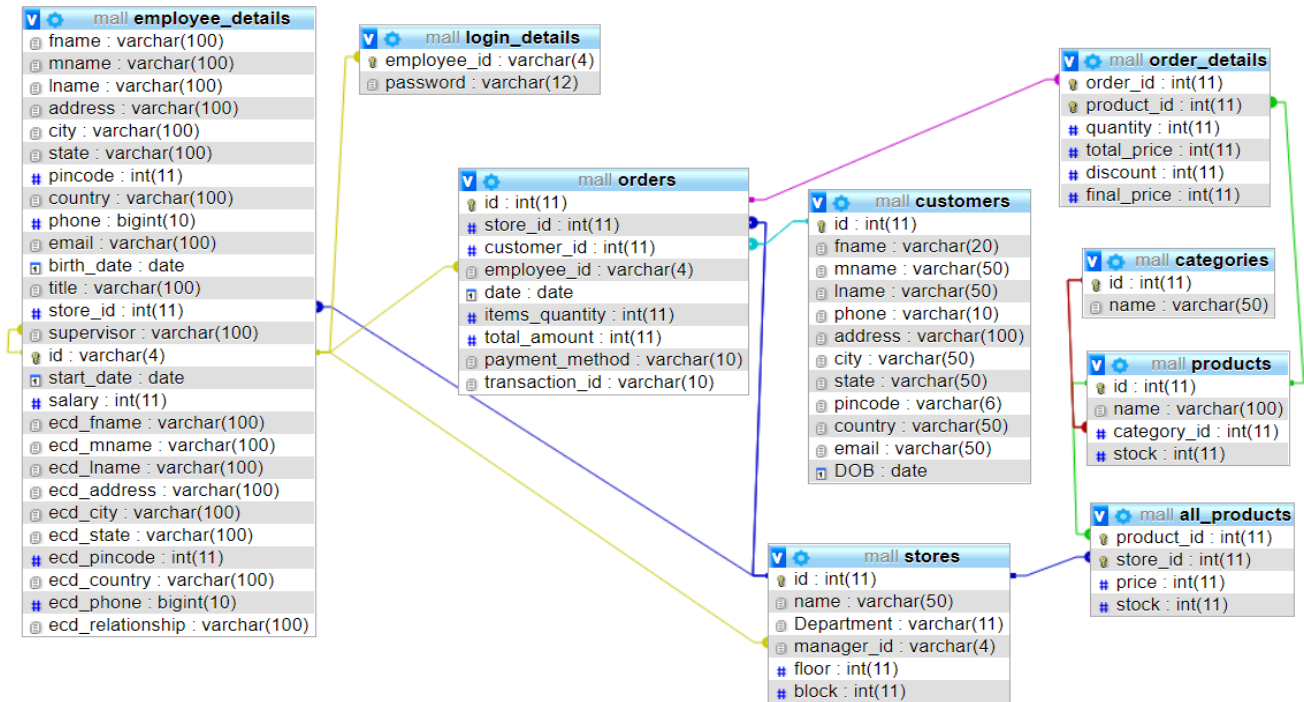 mall employee_details
fname : varchar(100)
mname : varchar(100)
lname : varchar(100)
address : varchar(100)
city : varchar(100)
state : varchar(100)
pincode : int(11)
country : varchar(100)
phone : bigint(10)
email : varchar(100)
birth_date : date
title : varchar(100)
store_id : int(11)
supervisor : varchar(100)
id : varchar(4)
start_date : date
salary : int(11)
ecd_fname : varchar(100)
ecd_mname : varchar(100)
ecd_lname : varchar(100)
ecd_address : varchar(100)
ecd_city : varchar(100)
ecd_state : varchar(100)
ecd_pincode : int(11)
ecd_country : varchar(100)
ecd_phone : bigint(10)
ecd_relationship : varchar(100)
mall login_details
employee_id : varchar(4)
password : varchar(12)
mall orders
id : int(11)
store_id : int(11)
customer_id : int(11)
employee_id : varchar(4)
date : date
items_quantity : int(11)
total_amount : int(11)
payment_method : varchar(10)
transaction_id : varchar(10)
mall customers
id : int(11)
fname : varchar(20)
mname : varchar(50)
lname : varchar(50)
phone : varchar(10)
address : varchar(100)
city : varchar(50)
state : varchar(50)
pincode : varchar(6)
country : varchar(50)
email : varchar(50)
DOB : date
mall stores
id : int(11)
name : varchar(50)
Department : varchar(11)
manager_id : varchar(4)
floor : int(11)
block : int(11)
mall order_details
order_id : int(11)
product_id : int(11)
quantity : int(11)
total_price : int(11)
discount : int(11)
final_price : int(11)
mall categories
id : int(11)
name : varchar(50)
mall products
id : int(11)
name : varchar(100)
category_id : int(11)
stock : int(11)
mall all_products
product_id : int(11)
store_id : int(11)
price : int(11)
stock : int(11)